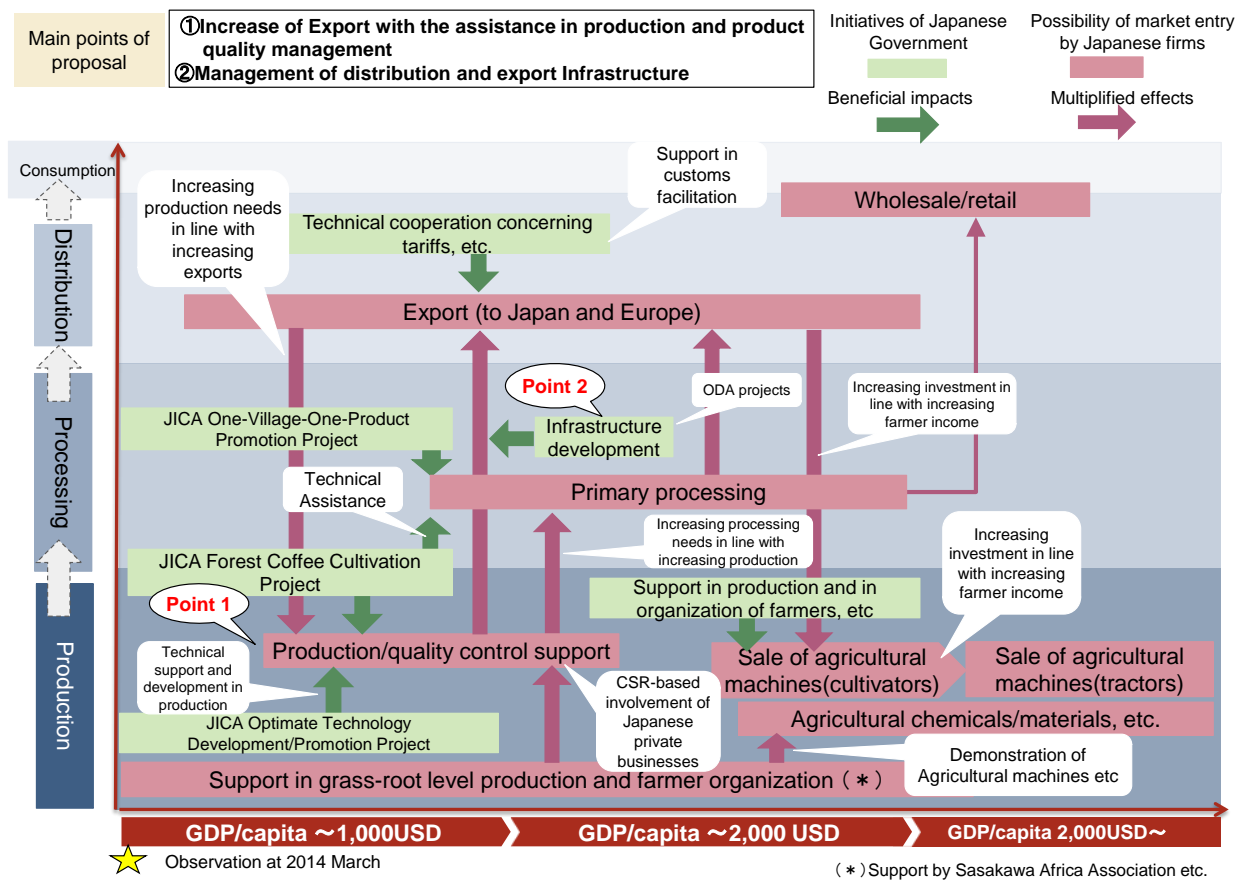 Main points of
proposal
①Increase of Export with the assistance in production and product
quality management
②Management of distribution and export Infrastructure
Initiatives of Japanese
Government
Possibility of market entry
by Japanese firms
Beneficial impacts
Multiplified effects
Consumption
Distribution
Processing
Production
Increasing
production needs
in line with
increasing
exports
Support in
customs
facilitation
Technical cooperation concerning
tariffs, etc.
Wholesale/retail
Export (to Japan and Europe)
Point 2
ODA projects
Increasing investment in
line with increasing
farmer income
JICA One-Village-One-Product
Promotion Project
Infrastructure
development
Technical
Assistance
Primary processing
Increasing processing
needs in line with
increasing production
Increasing
investment in line
with increasing
farmer income
JICA Forest Coffee Cultivation
Project
Support in production and in
organization of farmers, etc
Point 1
Production/quality control support
Technical
support and
development in
production
Sale of agricultural
machines(cultivators)
Sale of agricultural
machines(tractors)
CSR-based
involvement of
Japanese
private
businesses
JICA Optimate Technology
Development/Promotion Project
Agricultural chemicals/materials, etc.
Demonstration of
Agricultural machines etc
Support in grass-root level production and farmer organization（＊）
GDP/capita ～1,000USD
GDP/capita ～2,000 USD
GDP/capita 2,000USD～
Observation at 2014 March
（＊）Support by Sasakawa Africa Association etc.